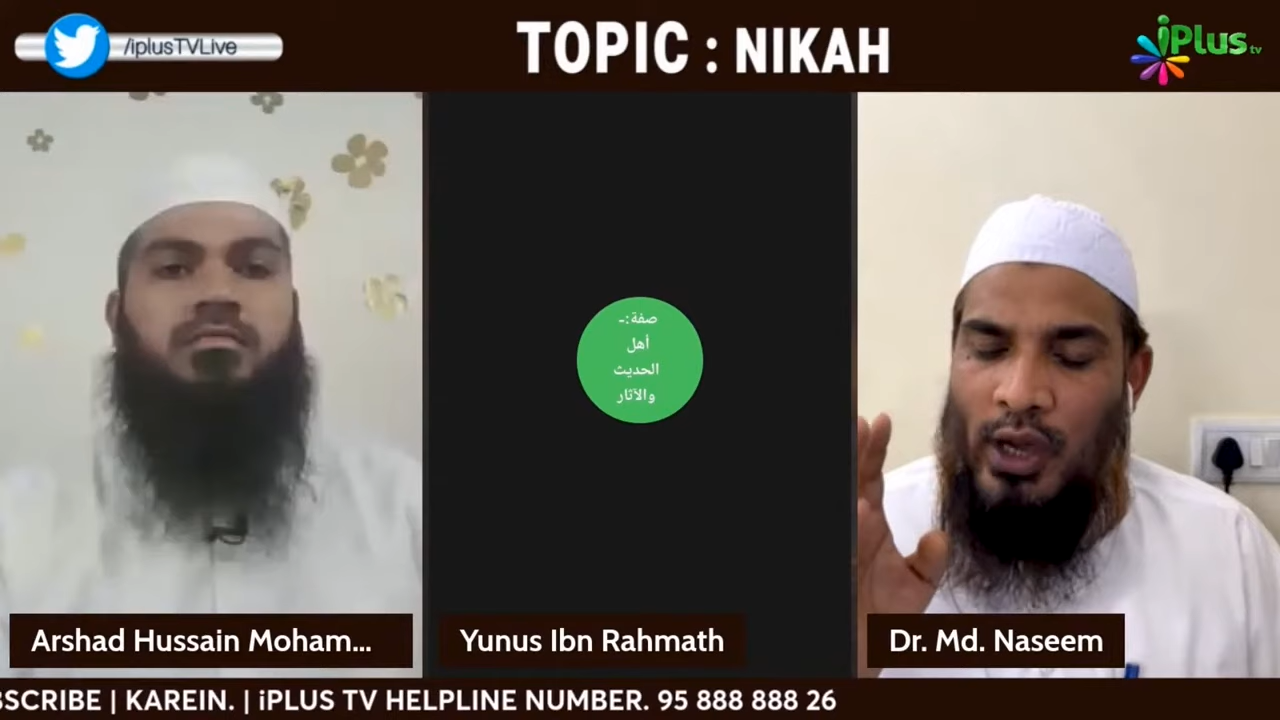 /iplusTVLive
TOPIC : NIKAH
iPlus tv
صفة:-
أهل
الحديث
والآثار
Arshad Hussain Moham...
Yunus Ibn Rahmath
Dr. Md. Naseem
BSCRIBE | KAREIN. | iPLUS TV HELPLINE NUMBER. 95 888 888 26